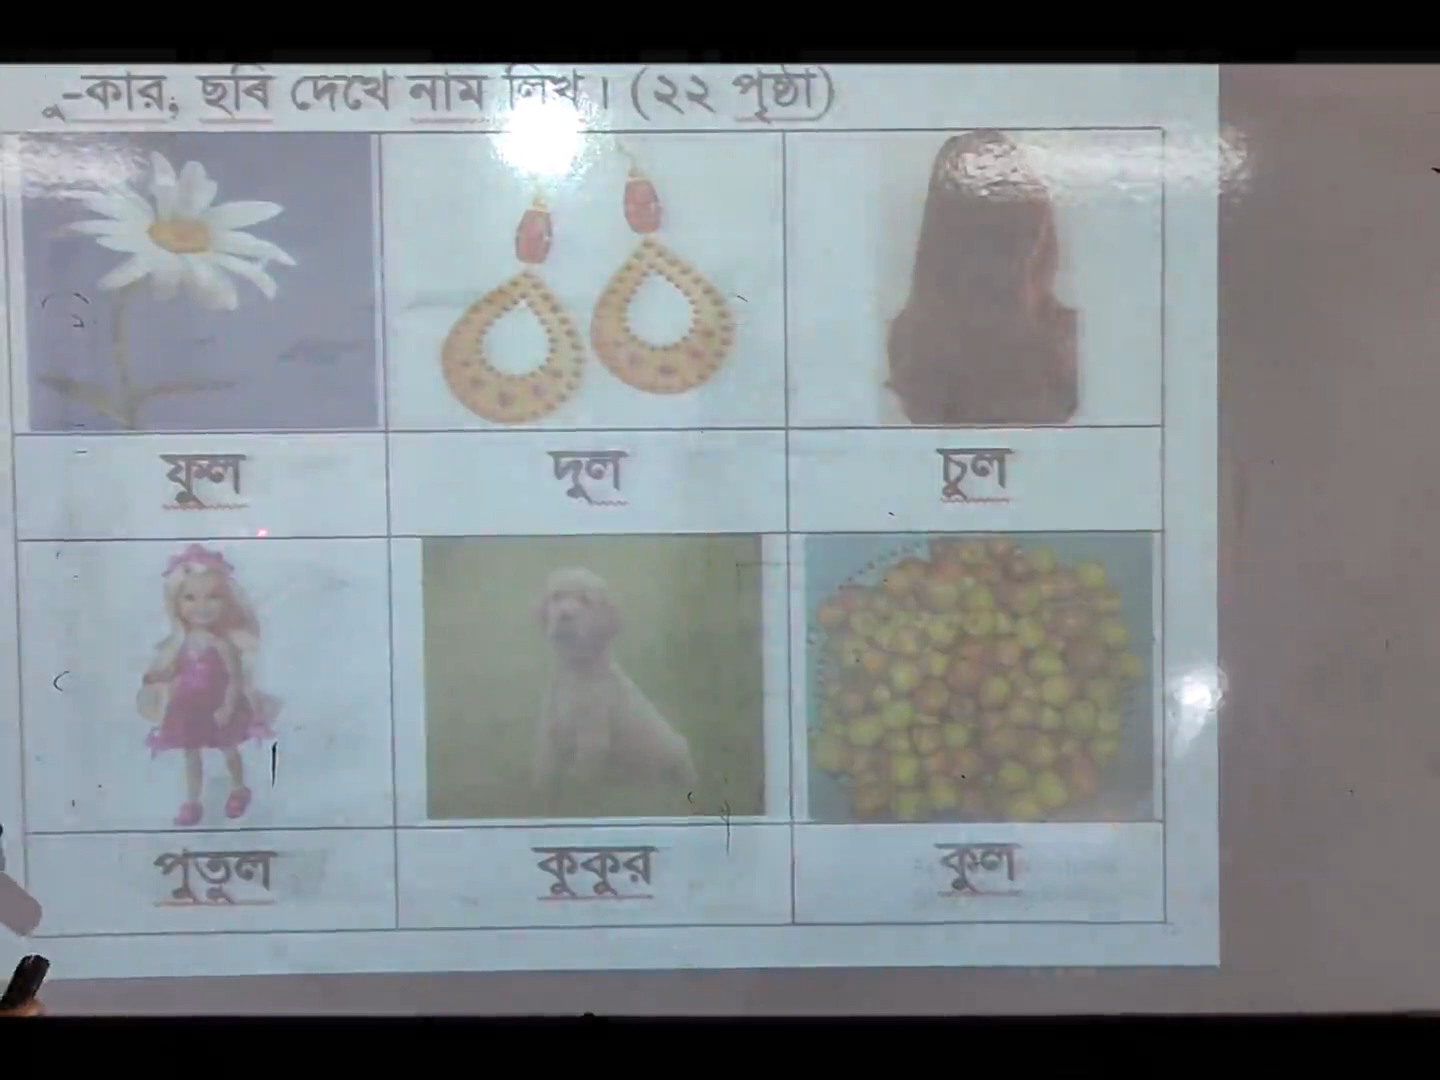 ু-কার; ছবি দেখে নাম লিখ। (২২ পৃষ্ঠা)
ফুল দুল চুল
পুতুল কুকুর কুল